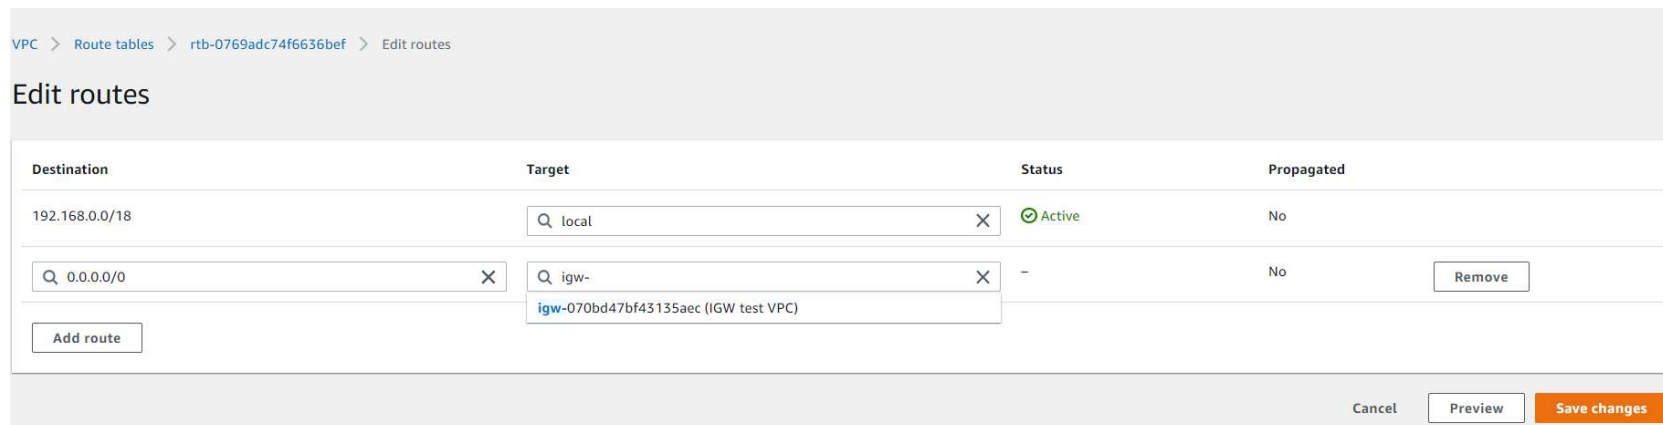 VPC > Route tables > rtb-0769adc74f6636bef > Edit routes
Edit routes
Destination Target Status Propagated
192.168.0.0/18 local Active No
0.0.0.0/0 igw- – No Remove
igw-070bd47bf43135aec (IGW test VPC)
Add route
Cancel Preview Save changes